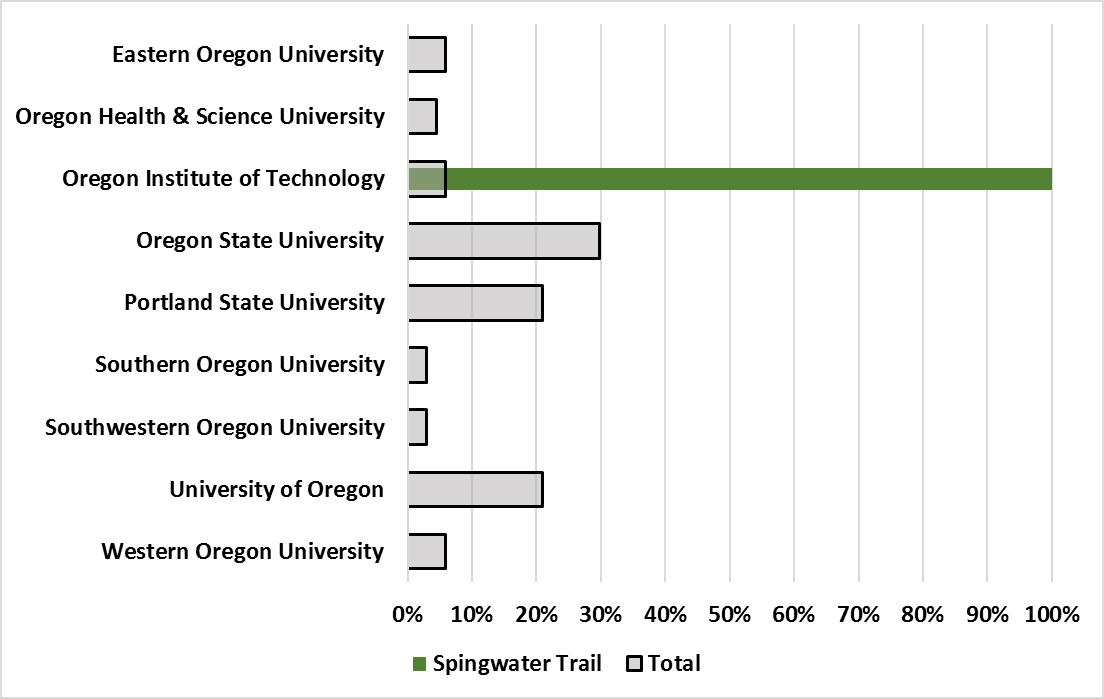 Eastern Oregon University
Oregon Health & Science University
Oregon Institute of Technology
Oregon State University
Portland State University
Southern Oregon University
Southwestern Oregon University
University of Oregon
Western Oregon University
0% 10% 20% 30% 40% 50% 60% 70% 80% 90% 100%
Spingwater Trail Total